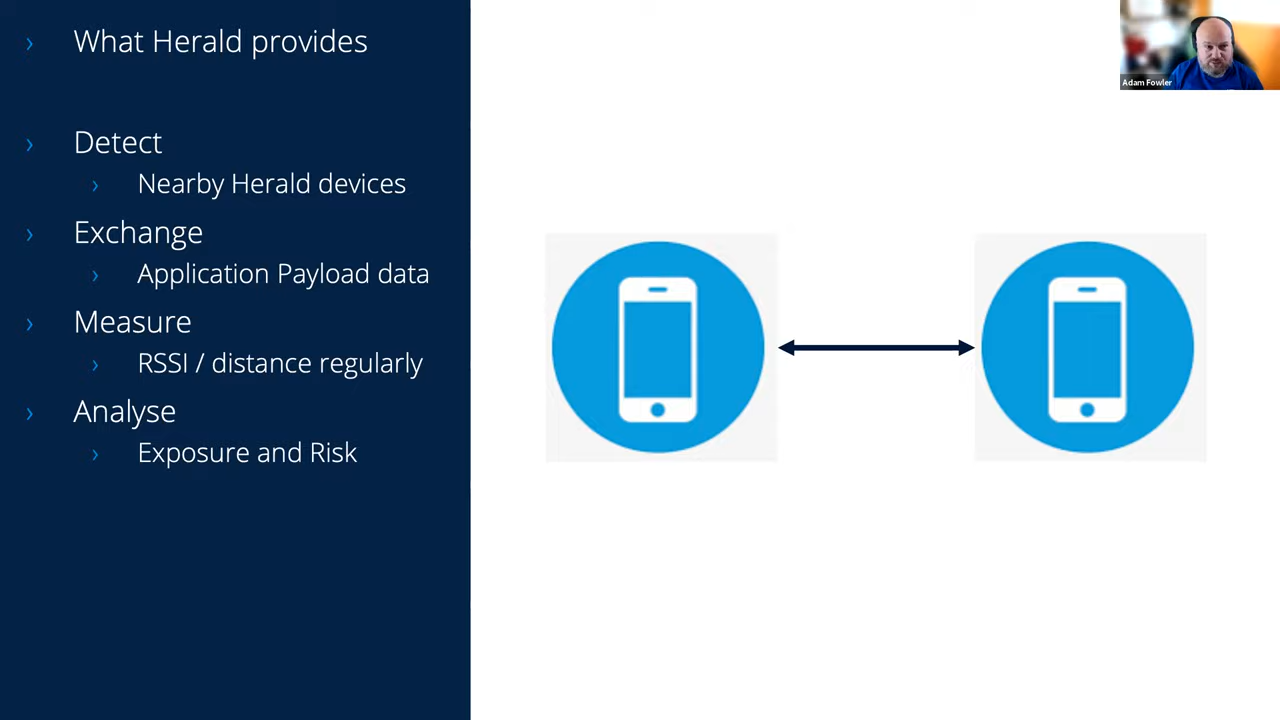 What Herald provides
Detect
Nearby Herald devices
Exchange
Application Payload data
Measure
RSSI / distance regularly
Analyse
Exposure and Risk
Adam Fowler